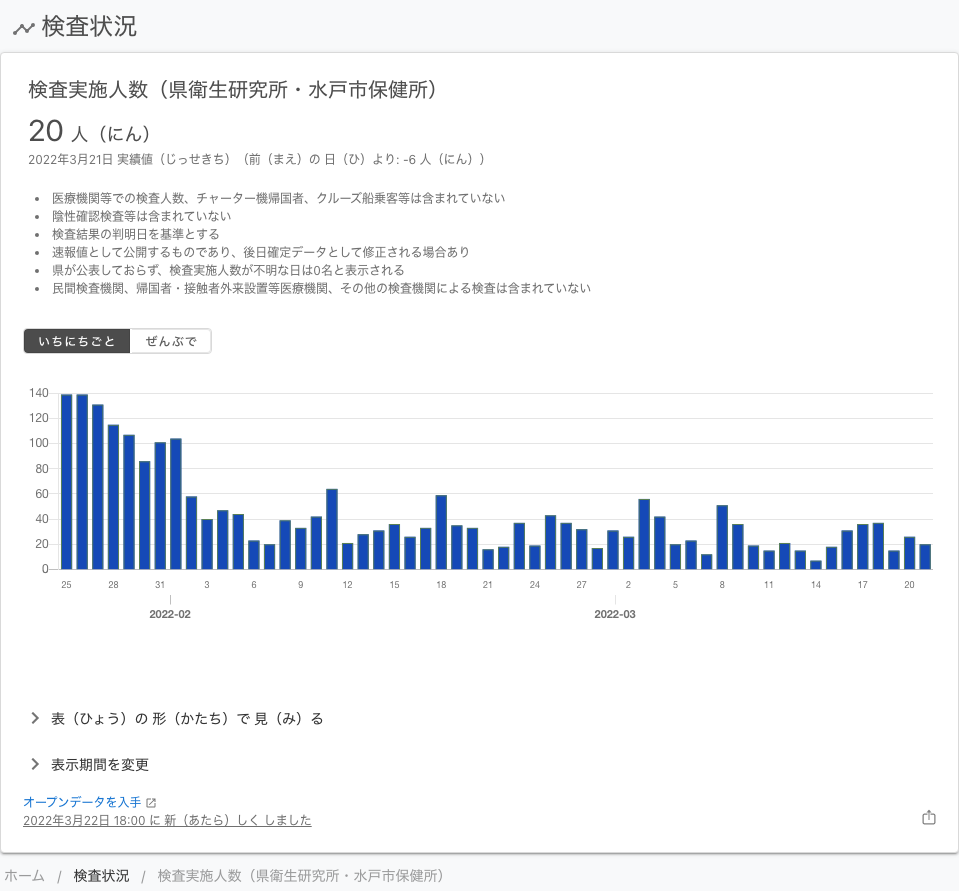 検査状況
検査実施人数（県衛生研究所・水戸市保健所）
20 人（にん）
2022年3月21日 実績値（じっせきち）（前（まえ）の 日（ひ）より: -6 人（にん））
• 医療機関等での検査人数、チャーター機帰国者、クルーズ船乗客等は含まれていない
• 陰性確認検査等は含まれていない
• 検査結果の判明日を基準とする
• 速報値として公開するものであり、後日確定データとして修正される場合あり
• 県が公表しておらず、検査実施人数が不明な日は0名と表示される
• 民間検査機関、帰国者・接触者外来設置等医療機関、その他の検査機関による検査は含まれていない
いちにちごと ぜんぶで
140
120
100
80
60
40
20
0
25 28 31 3 6 9 12 15 18 21 24 27 2 5 8 11 14 17 20
2022-02 2022-03
表（ひょう）の 形（かたち）で 見（み）る
表示期間を変更
オープンデータを入手
2022年3月22日 18:00 に 新（あたら）しく しました
ホーム / 検査状況 / 検査実施人数（県衛生研究所・水戸市保健所）